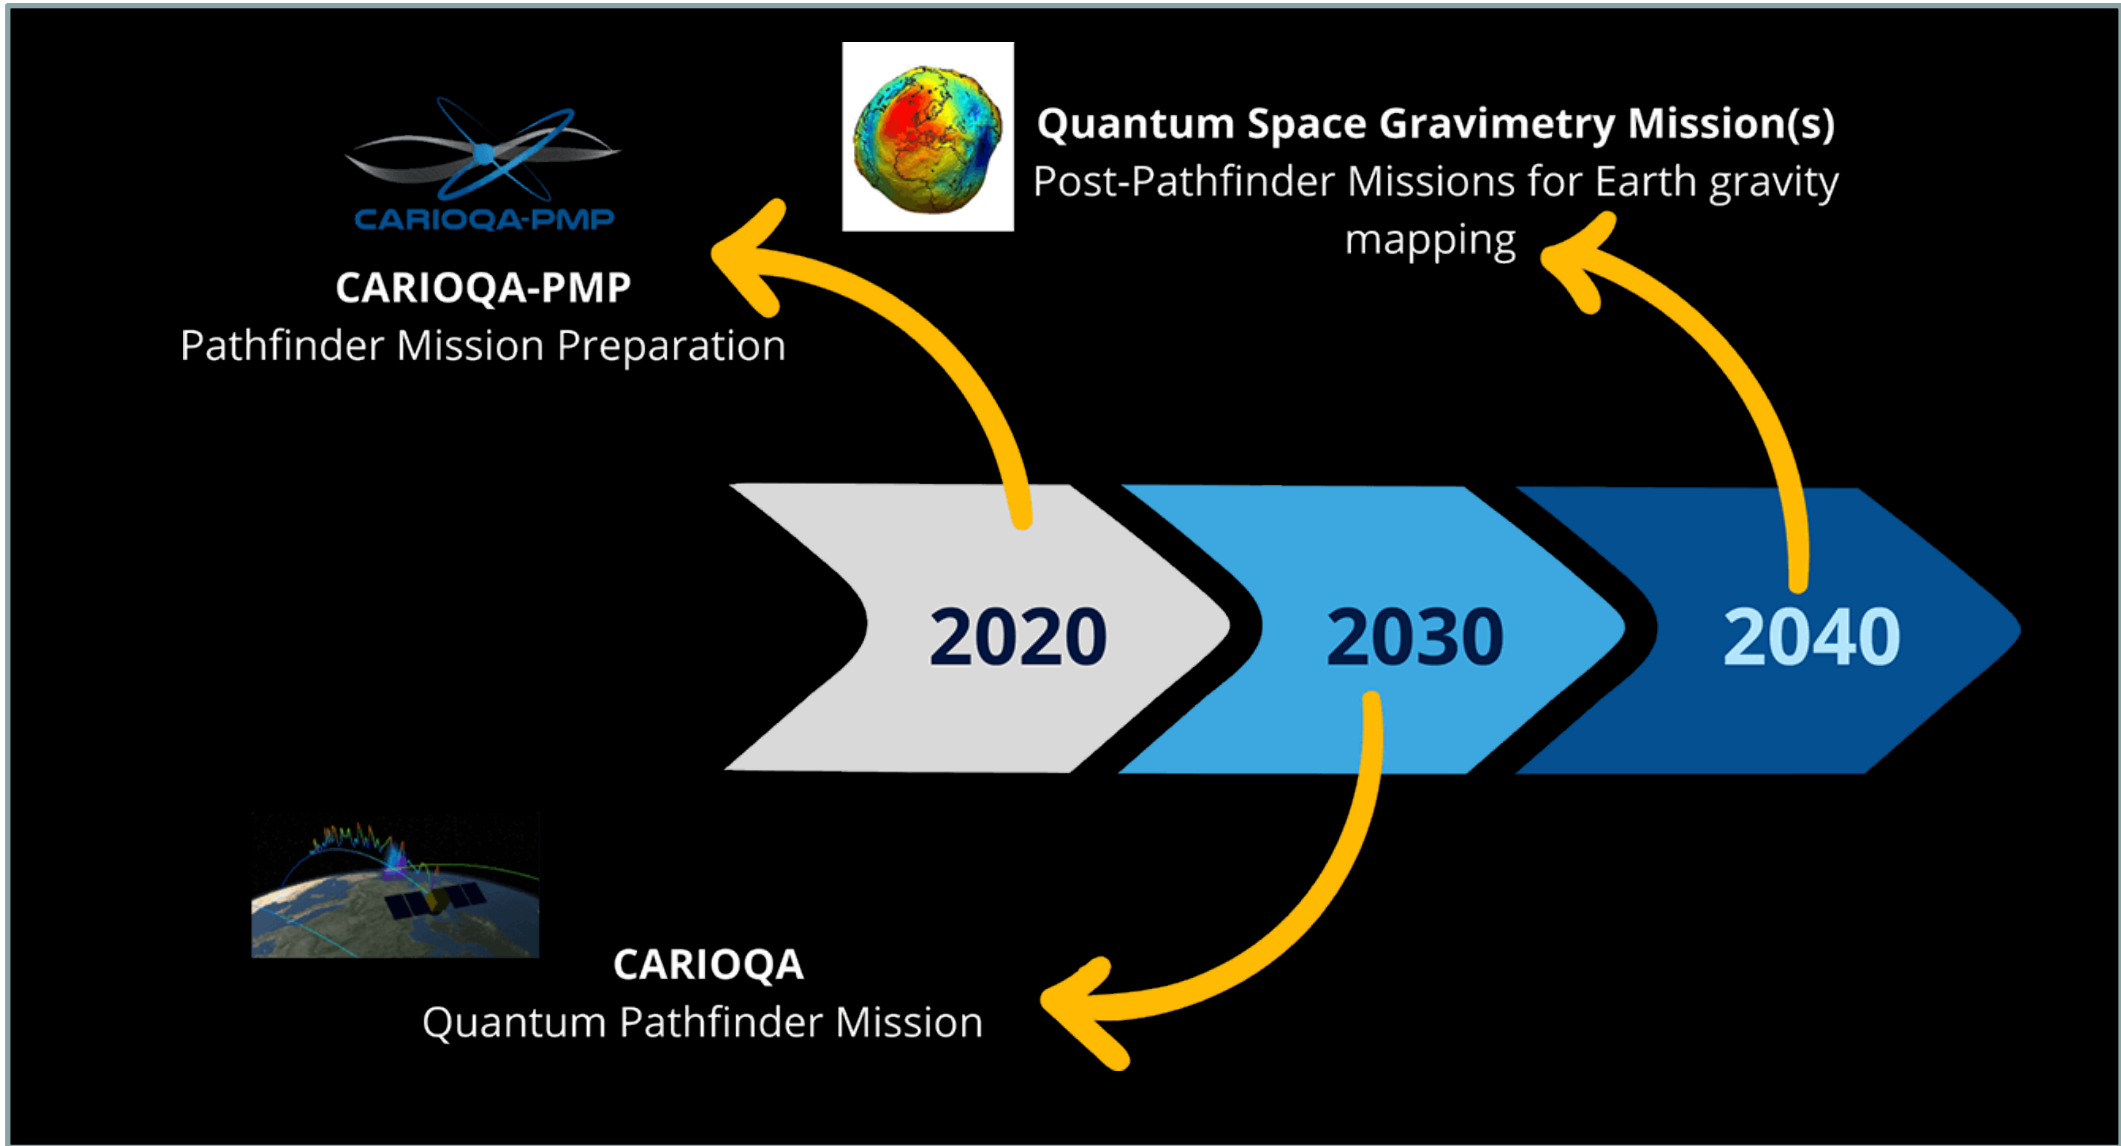 CARIOQA-PMP
CARIOQA-PMP
Pathfinder Mission Preparation
Quantum Space Gravimetry Mission(s)
Post-Pathfinder Missions for Earth gravity
mapping
2020
2030
2040
CARIOQA
Quantum Pathfinder Mission